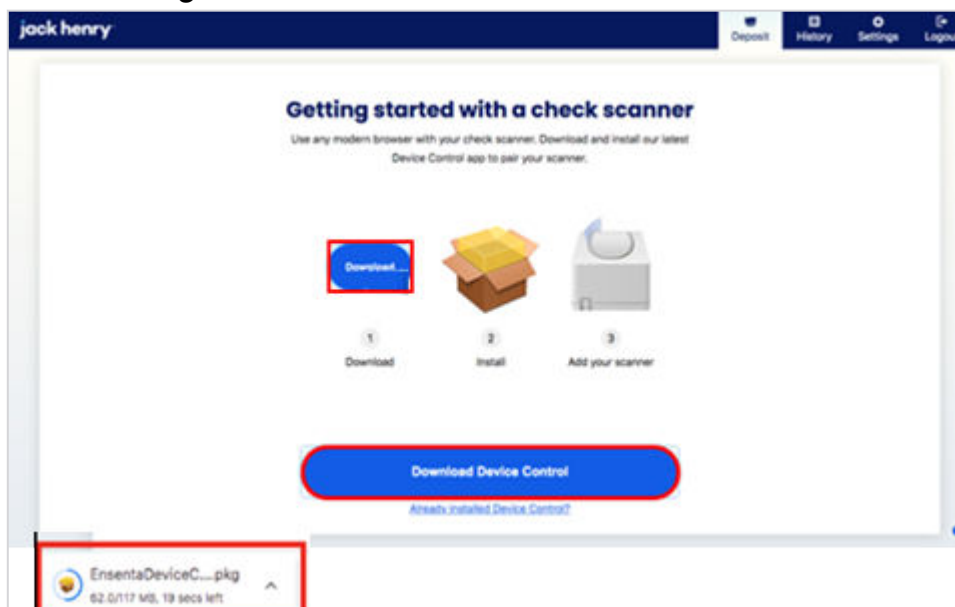 jack henry
Deposit
History
Settings
Logou
Getting started with a check scanner
Use any modern browser with your check scanner. Download and install our latest
Device Control app to pair your scanner.
Download....
1
2
3
Download
Install
Add your scanner
Download Device Control
Already installed Device Control?
EnsentaDeviceC....pkg
62.0/117 MB, 19 secs left